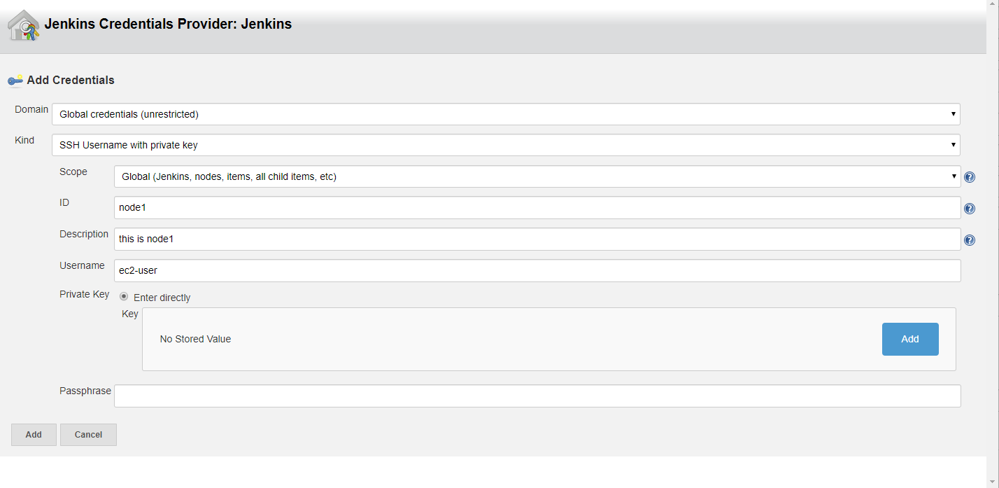 Jenkins Credentials Provider: Jenkins
Add Credentials
Domain Global credentials (unrestricted)
Kind SSH Username with private key
Scope Global (Jenkins, nodes, items, all child items, etc)
ID node1
Description this is node1
Username ec2-user
Private Key Enter directly
Key
No Stored Value Add
Passphrase
Add Cancel